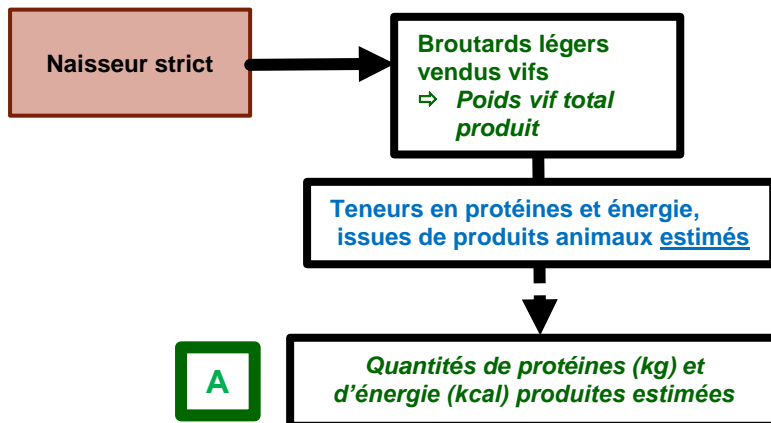 Naisseur strict
Broutards légers
vendus vifs
⇨ Poids vif total
produit
Teneurs en protéines et énergie,
issues de produits animaux estimés
A
Quantités de protéines (kg) et
d'énergie (kcal) produites estimées